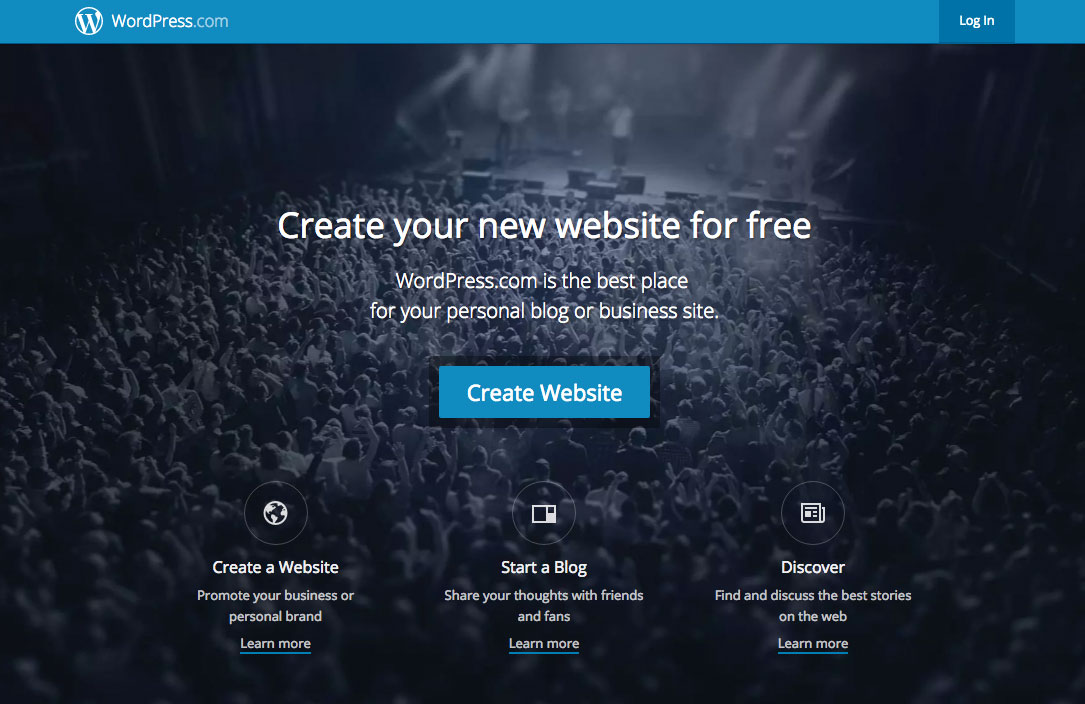 WordPress.com
Log In
Create your new website for free
WordPress.com is the best place
for your personal blog or business site.
Create Website
Create a Website
Promote your business or
personal brand
Learn more
Start a Blog
Share your thoughts with friends
and fans
Learn more
Discover
Find and discuss the best stories
on the web
Learn more